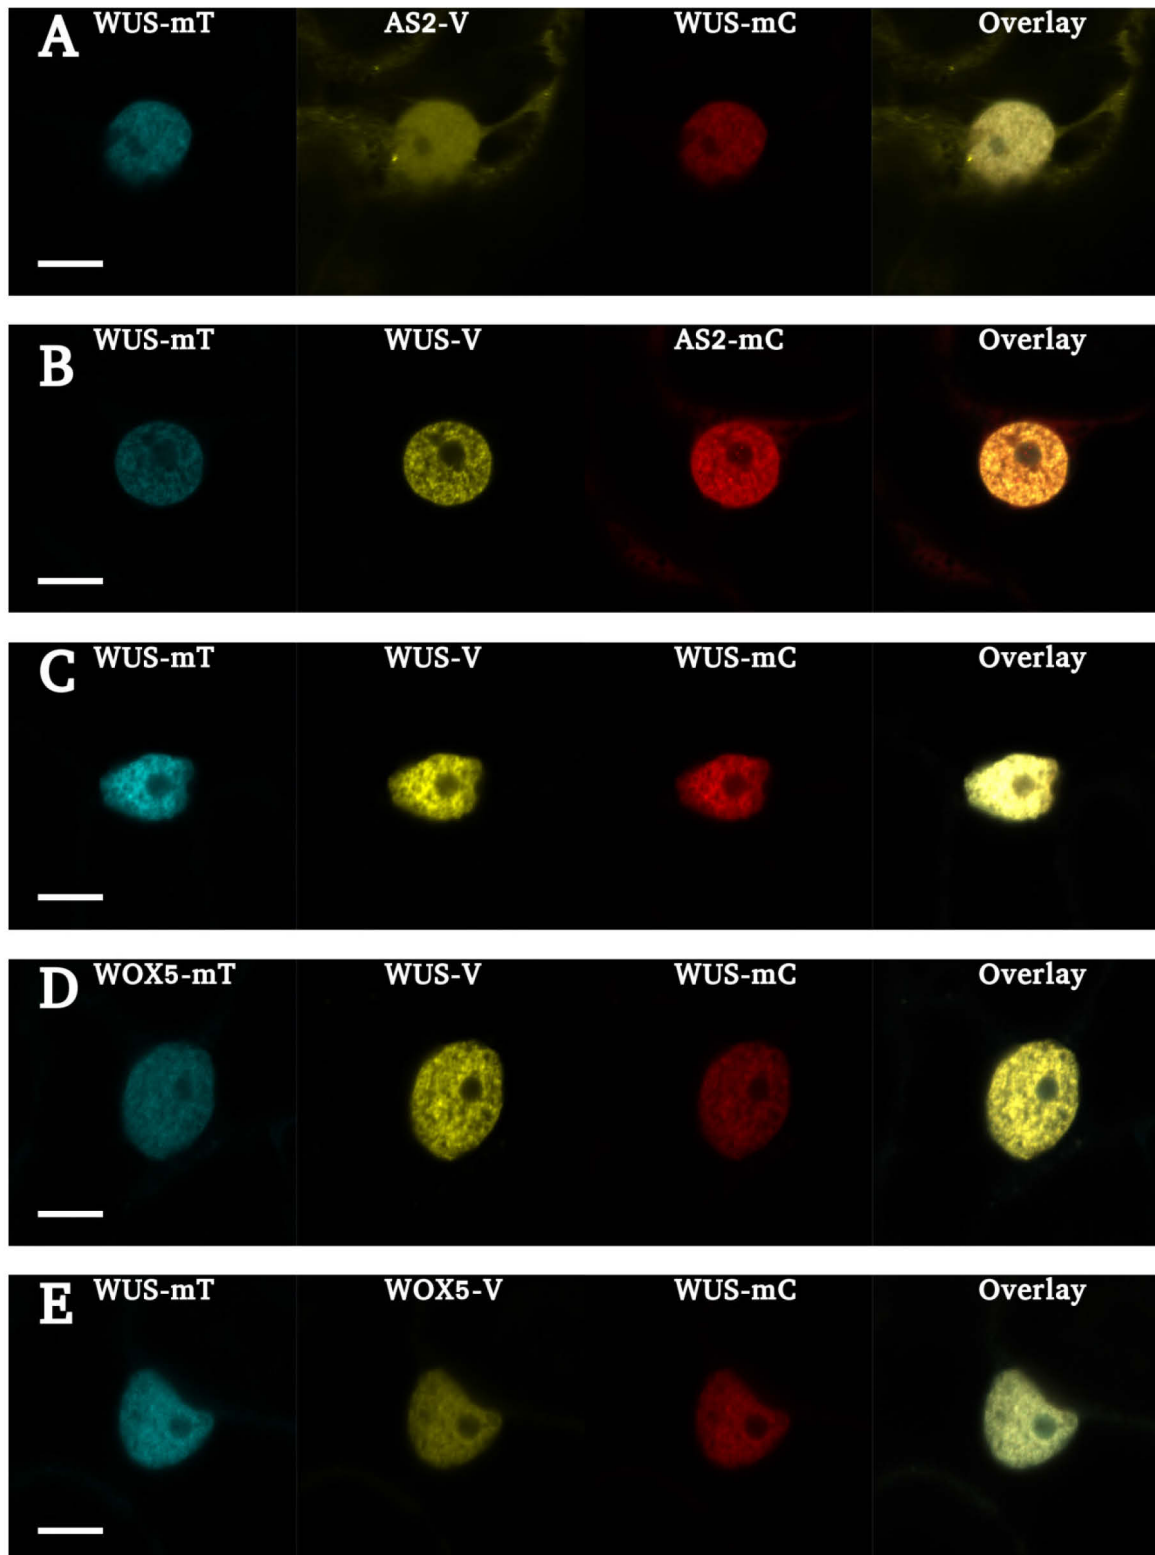 A WUS-mT AS2-V WUS-mC Overlay
B WUS-mT WUS-V AS2-mC Overlay
C WUS-mT WUS-V WUS-mC Overlay
D WOX5-mT WUS-V WUS-mC Overlay
E WUS-mT WOX5-V WUS-mC Overlay